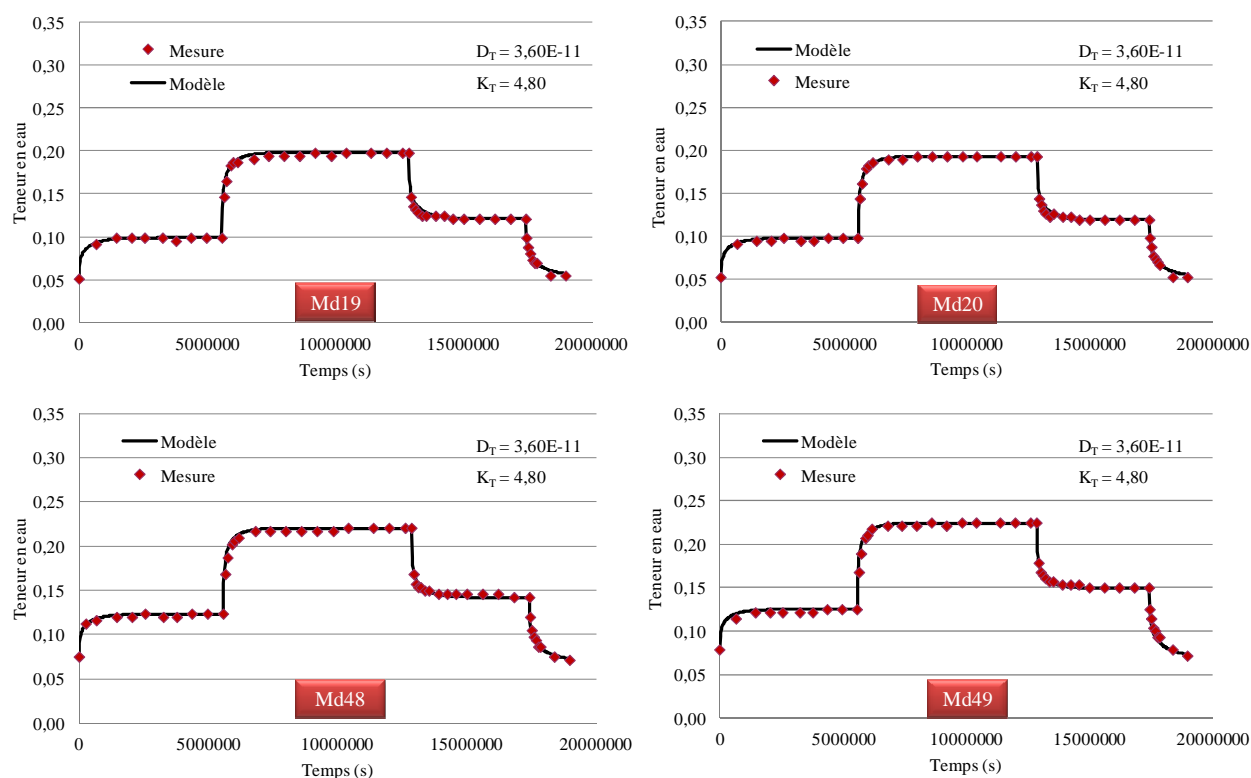 0,35
0,30
0,25
0,20
0,15
0,10
0,05
0,00
Teneur en eau
Mesure
Modèle
D_T = 3,60E-11
K_T = 4,80
Md19
0 5000000 10000000 15000000 20000000
Temps (s)
0,35
0,30
0,25
0,20
0,15
0,10
0,05
0,00
Teneur en eau
Modèle
Mesure
D_T = 3,60E-11
K_T = 4,80
Md20
0 5000000 10000000 15000000 20000000
Temps (s)
0,35
0,30
0,25
0,20
0,15
0,10
0,05
0,00
Teneur en eau
Modèle
Mesure
D_T = 3,60E-11
K_T = 4,80
Md48
0 5000000 10000000 15000000 20000000
Temps (s)
0,35
0,30
0,25
0,20
0,15
0,10
0,05
0,00
Teneur en eau
Modèle
Mesure
D_T = 3,60E-11
K_T = 4,80
Md49
0 5000000 10000000 15000000 20000000
Temps (s)